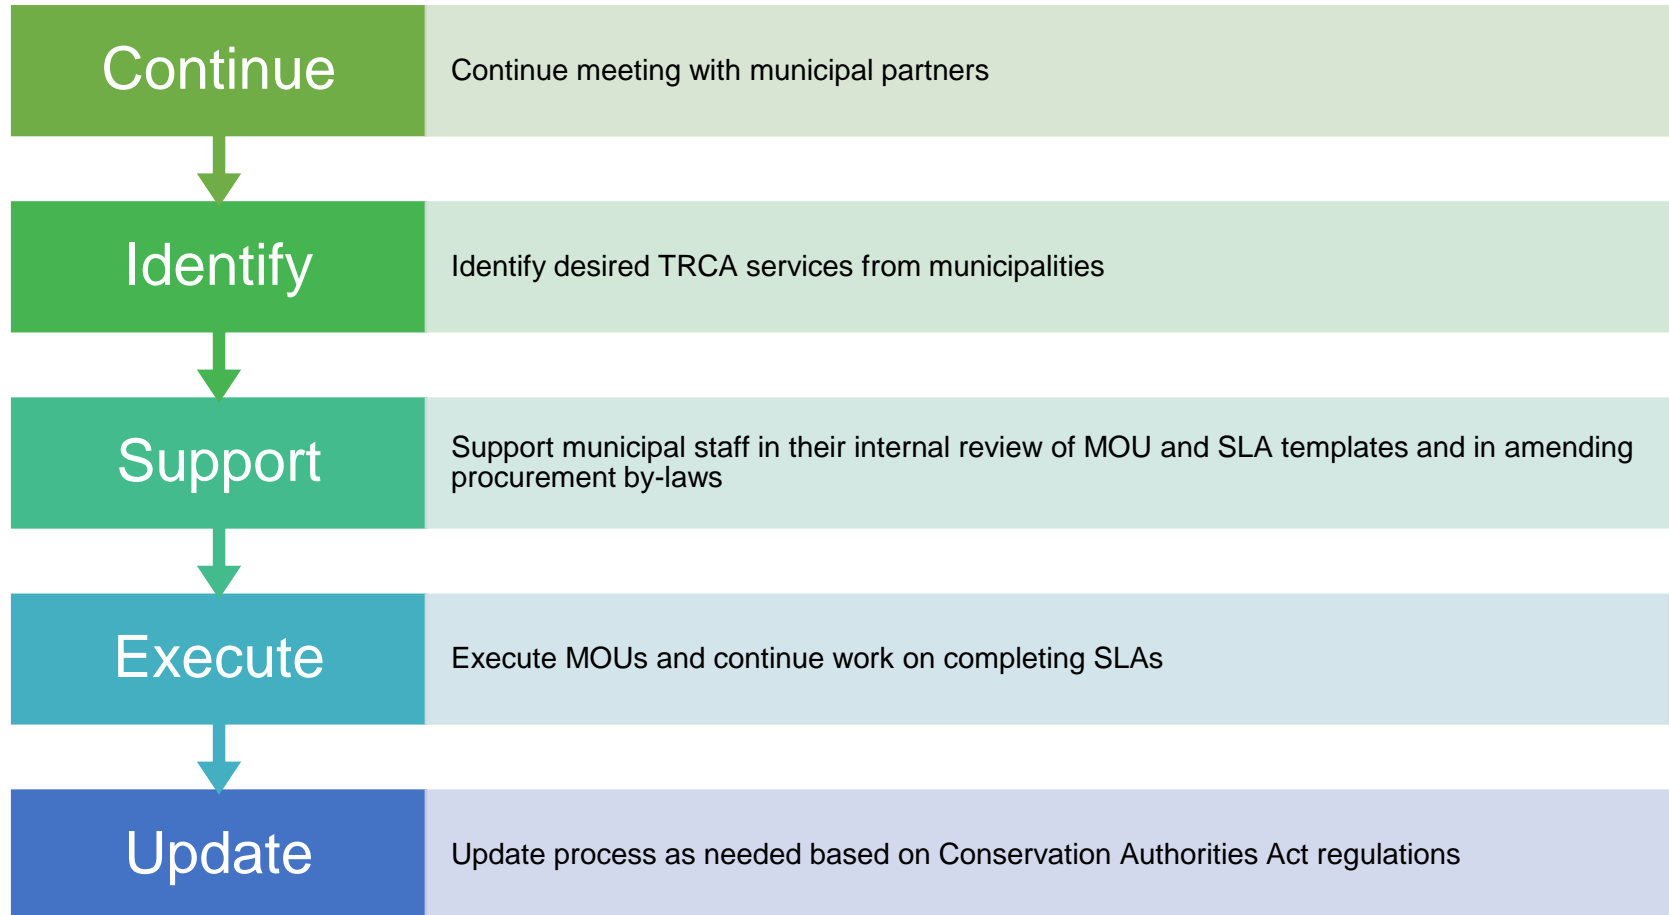 Continue
Continue meeting with municipal partners
Identify
Identify desired TRCA services from municipalities
Support
Support municipal staff in their internal review of MOU and SLA templates and in amending
procurement by-laws
Execute
Execute MOUs and continue work on completing SLAs
Update
Update process as needed based on Conservation Authorities Act regulations